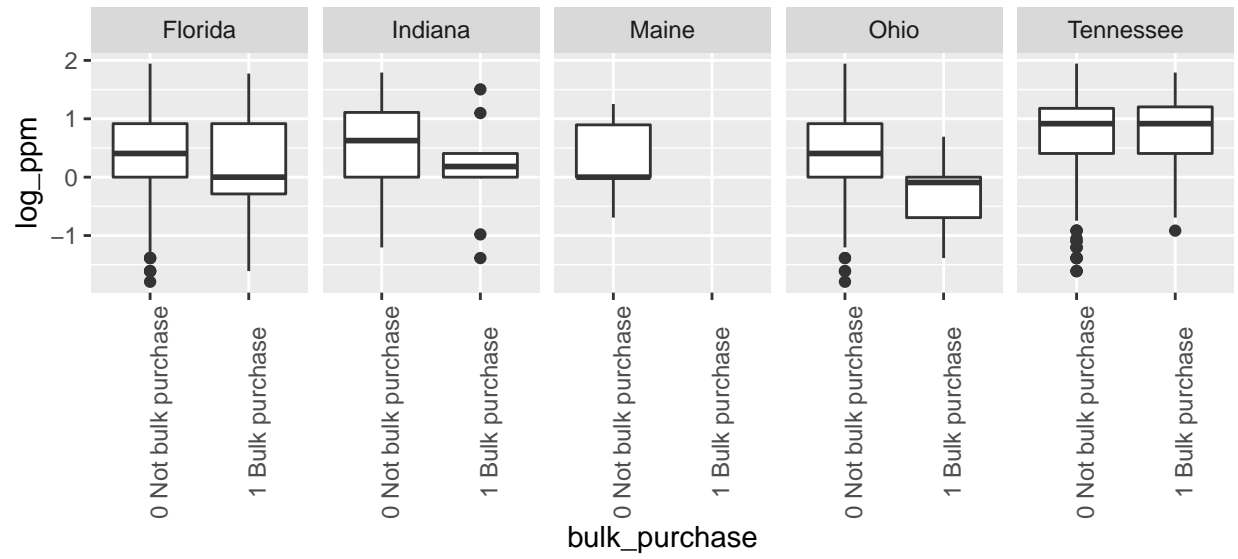 Florida
Indiana
Maine
Ohio
Tennessee
2
1
0
−1
log_ppm
0 Not bulk purchase
1 Bulk purchase
0 Not bulk purchase
1 Bulk purchase
0 Not bulk purchase
1 Bulk purchase
0 Not bulk purchase
1 Bulk purchase
0 Not bulk purchase
1 Bulk purchase
bulk_purchase